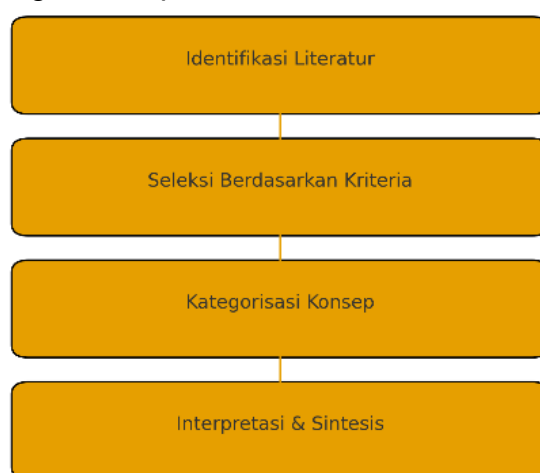 Identifikasi Literatur
Seleksi Berdasarkan Kriteria
Kategorisasi Konsep
Interpretasi & Sintesis